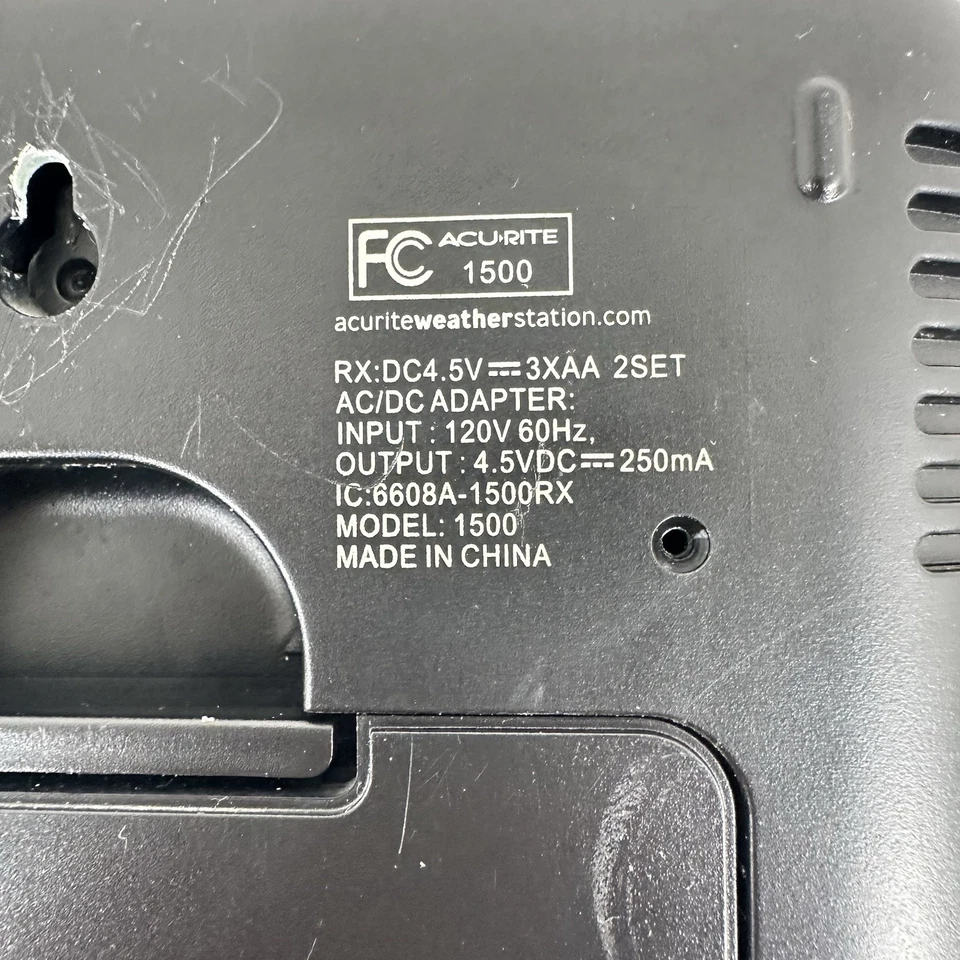 FC ACU›RITE
1500
acuriteweatherstation.com
RX:DC4.5V⎓3XAA 2SET
AC/DC ADAPTER:
INPUT : 120V 60Hz,
OUTPUT : 4.5VDC⎓250mA
IC:6608A-1500RX
MODEL: 1500
MADE IN CHINA